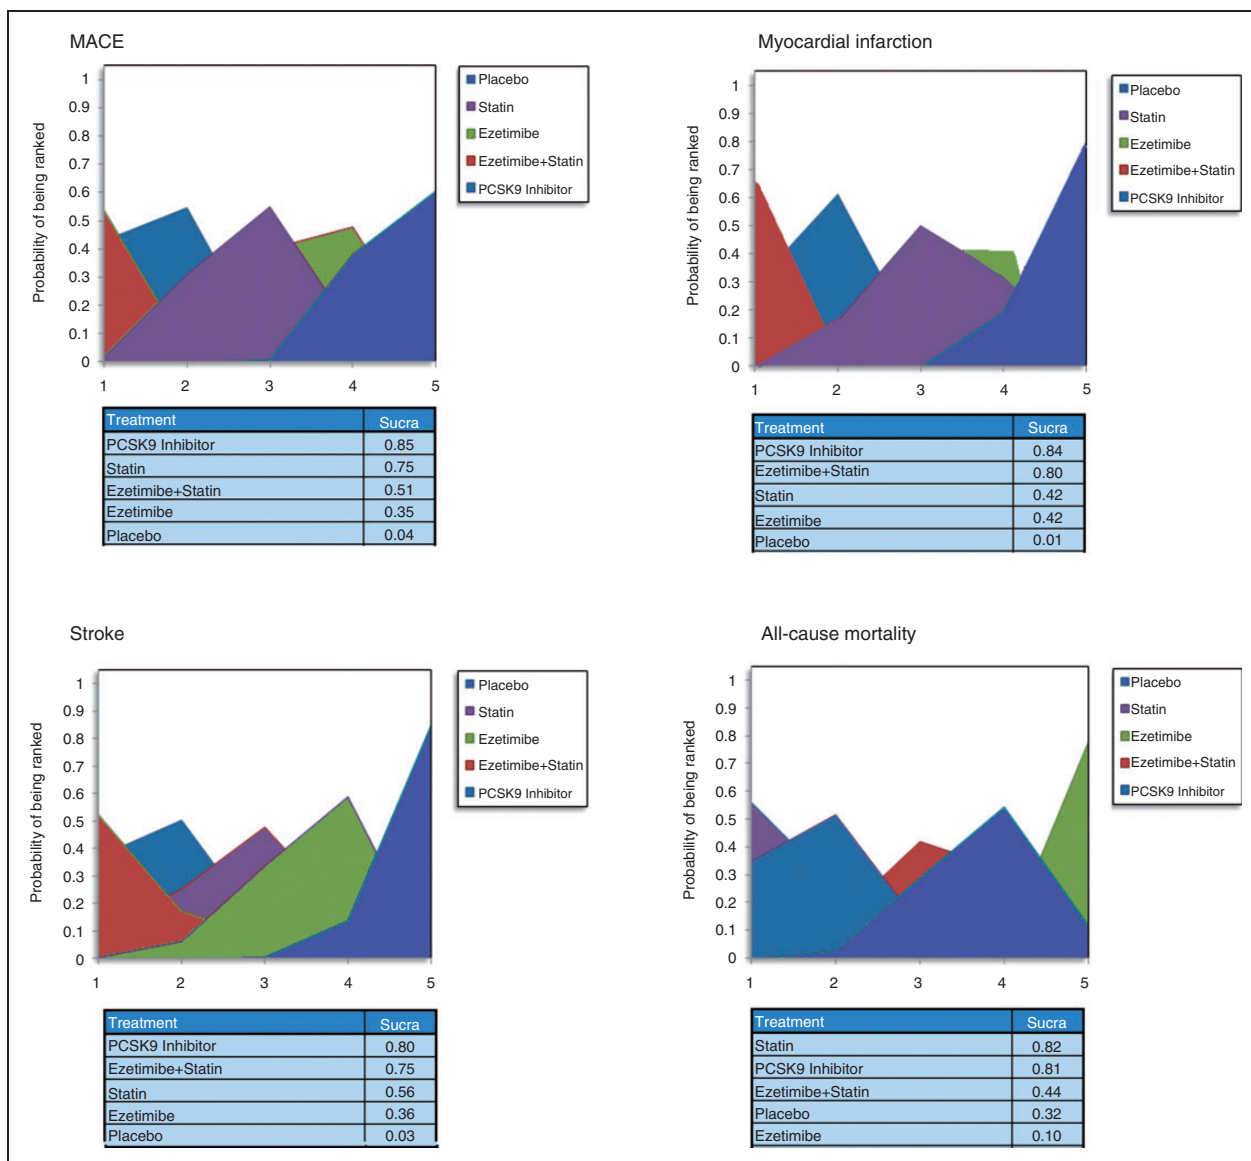 MACE
Probability of being ranked
1
0.9
0.8
0.7
0.6
0.5
0.4
0.3
0.2
0.1
0
1 2 3 4 5
Placebo
Statin
Ezetimibe
Ezetimibe+Statin
PCSK9 Inhibitor
Treatment Sucra
PCSK9 Inhibitor 0.85
Statin 0.75
Ezetimibe+Statin 0.51
Ezetimibe 0.35
Placebo 0.04
Myocardial infarction
Probability of being ranked
1
0.9
0.8
0.7
0.6
0.5
0.4
0.3
0.2
0.1
0
1 2 3 4 5
Placebo
Statin
Ezetimibe
Ezetimibe+Statin
PCSK9 Inhibitor
Treatment Sucra
PCSK9 Inhibitor 0.84
Ezetimibe+Statin 0.80
Statin 0.42
Ezetimibe 0.42
Placebo 0.01
Stroke
Probability of being ranked
1
0.9
0.8
0.7
0.6
0.5
0.4
0.3
0.2
0.1
0
1 2 3 4 5
Placebo
Statin
Ezetimibe
Ezetimibe+Statin
PCSK9 Inhibitor
Treatment Sucra
PCSK9 Inhibitor 0.80
Ezetimibe+Statin 0.75
Statin 0.56
Ezetimibe 0.36
Placebo 0.03
All-cause mortality
Probability of being ranked
1
0.9
0.8
0.7
0.6
0.5
0.4
0.3
0.2
0.1
0
1 2 3 4 5
Placebo
Statin
Ezetimibe
Ezetimibe+Statin
PCSK9 Inhibitor
Treatment Sucra
Statin 0.82
PCSK9 Inhibitor 0.81
Ezetimibe+Statin 0.44
Placebo 0.32
Ezetimibe 0.10